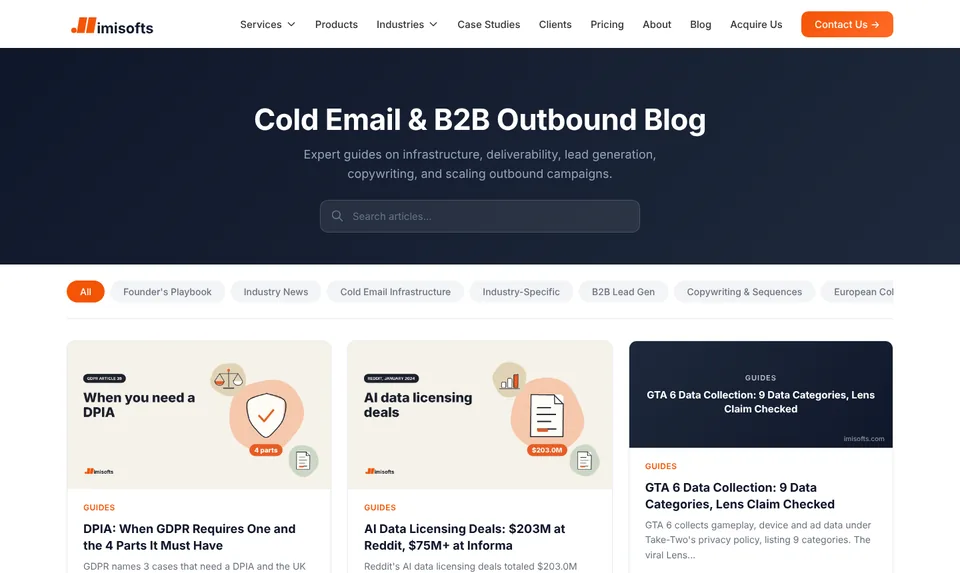 imisofts
Services
Products
Industries
Case Studies
Clients
Pricing
About
Blog
Acquire Us
Contact Us →
Cold Email & B2B Outbound Blog
Expert guides on infrastructure, deliverability, lead generation,
copywriting, and scaling outbound campaigns.
Search articles...
All
Founder's Playbook
Industry News
Cold Email Infrastructure
Industry-Specific
B2B Lead Gen
Copywriting & Sequences
European Col
GDPR ARTICLE 35
When you need a
DPIA
4 parts
imisofts
GUIDES
DPIA: When GDPR Requires One and
the 4 Parts It Must Have
GDPR names 3 cases that need a DPIA and the UK
REDDIT, JANUARY 2024
AI data licensing
deals
$203.0M
imisofts
GUIDES
AI Data Licensing Deals: $203M at
Reddit, $75M+ at Informa
Reddit's AI data licensing deals totaled $203.0M
GUIDES
GTA 6 Data Collection: 9 Data Categories, Lens
Claim Checked
imisofts.com
GUIDES
GTA 6 Data Collection: 9 Data
Categories, Lens Claim Checked
GTA 6 collects gameplay, device and ad data under
Take-Two's privacy policy, listing 9 categories. The
viral Lens...